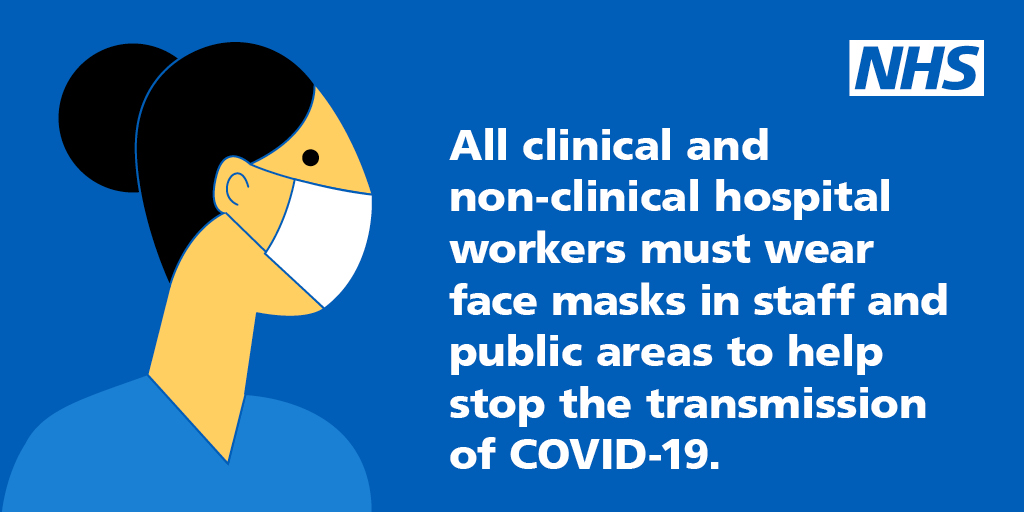 NHS
All clinical and
non-clinical hospital
workers must wear
face masks in staff and
public areas to help
stop the transmission
of COVID-19.